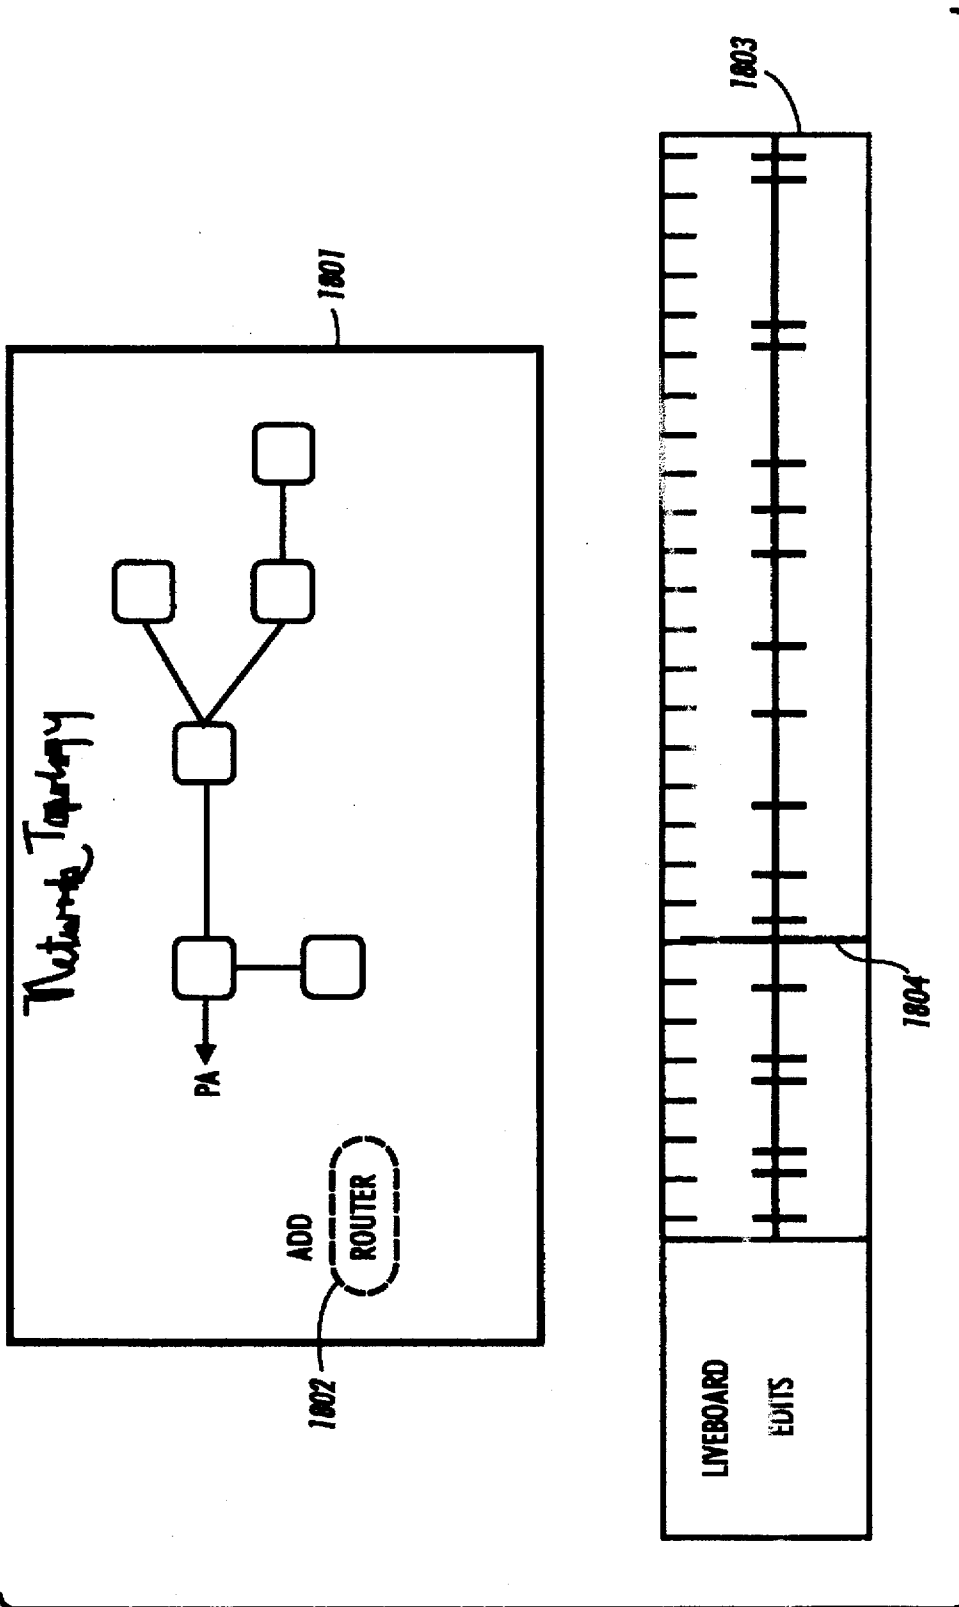 Network Topology
1801
PA
ADD
ROUTER
1802
1803
LIVEBOARD
EDITS
1804